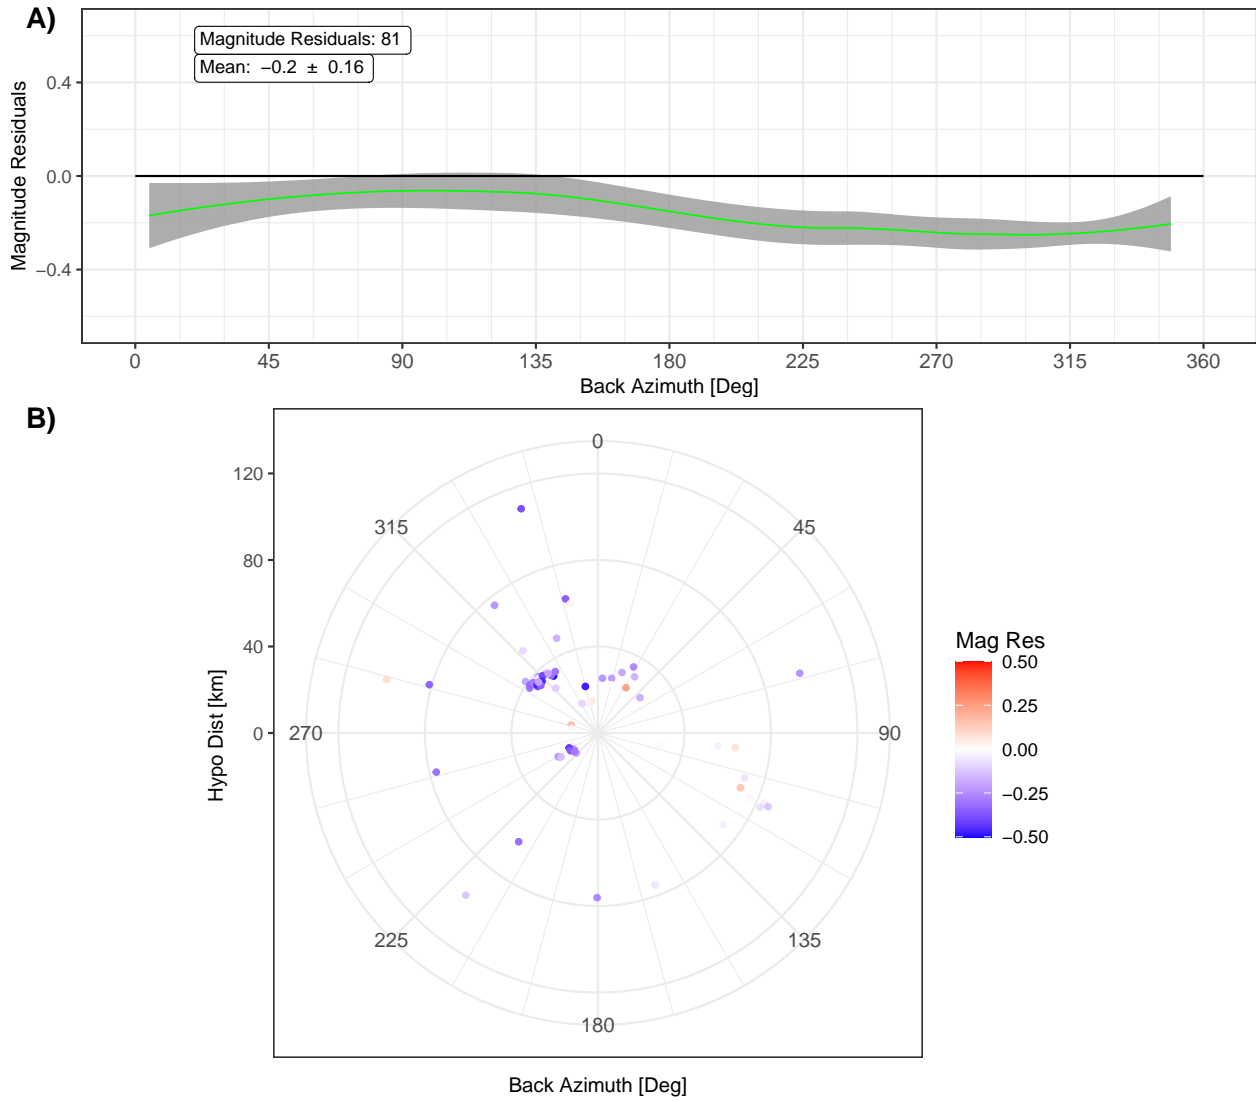 A)
Magnitude Residuals: 81
Mean: −0.2 ± 0.16
Magnitude Residuals
0.4
0.0
−0.4
0 45 90 135 180 225 270 315 360
Back Azimuth [Deg]
B)
Hypo Dist [km]
120
80
40
0
0
45
90
135
180
225
270
315
Back Azimuth [Deg]
Mag Res
0.50
0.25
0.00
−0.25
−0.50